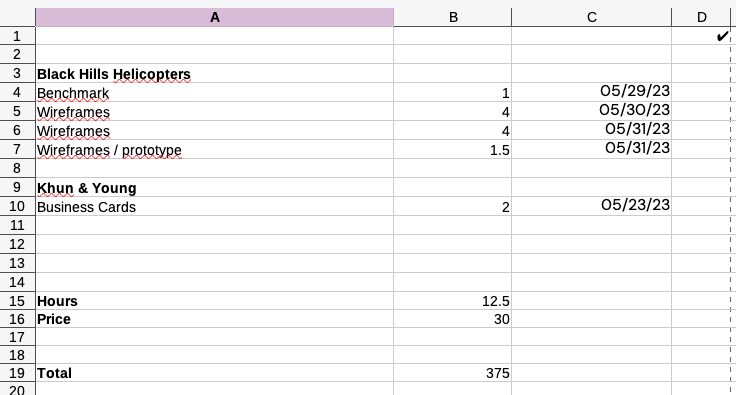 A B C D
1 ✔
2
3 Black Hills Helicopters
4 Benchmark 1 05/29/23
5 Wireframes 4 05/30/23
6 Wireframes 4 05/31/23
7 Wireframes / prototype 1.5 05/31/23
8
9 Khun & Young
10 Business Cards 2 05/23/23
11
12
13
14
15 Hours 12.5
16 Price 30
17
18
19 Total 375
20